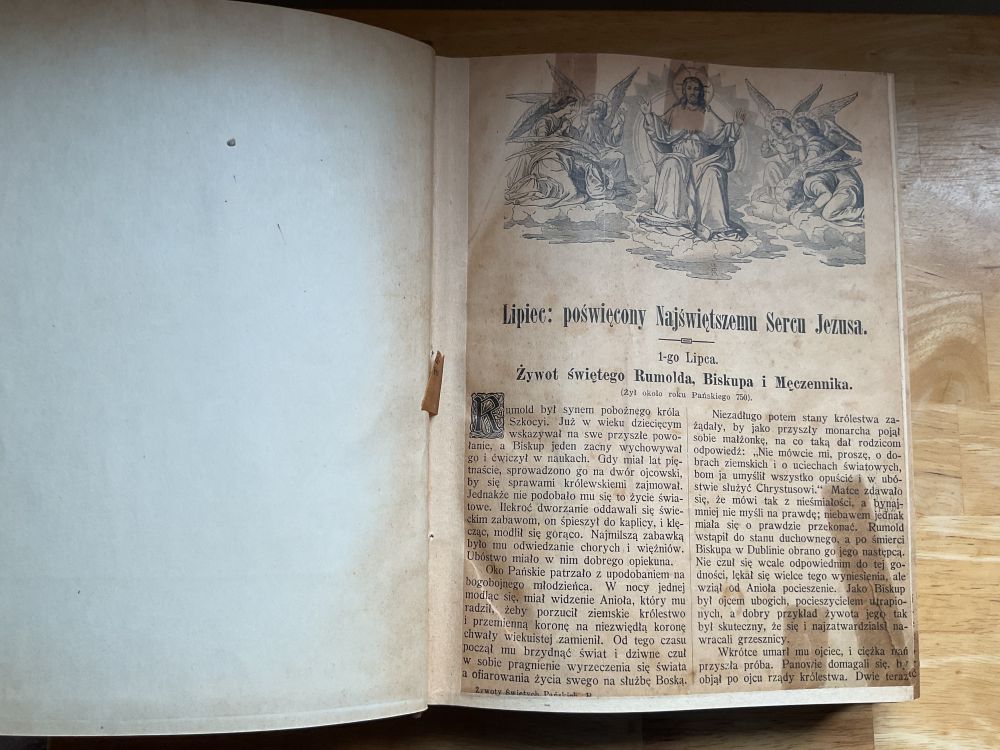 Lipiec: poświęcony Najświętszemu Sercu Jezusa.
1-go Lipca.
Żywot świętego Rumolda, Biskupa i Męczennika.
(Żył około roku Pańskiego 750).
Rumold był synem pobożnego króla
Szkocyi. Już w wieku dziecięcym
wskazywał na swe przyszłe powo-
łanie, a Biskup jeden zacny wychowywał
go i ćwiczył w naukach. Gdy miał lat pię-
tnaście, sprowadzono go na dwór ojcowski,
by się sprawami królewskiemi zajmował.
Jednakże nie podobało mu się to życie świa-
towe. Ilekroć dworzanie oddawali się świe-
ckim zabawom, on śpieszył do kaplicy, i klę-
cząc, modlił się gorąco. Najmilszą zabawką
było mu odwiedzanie chorych i więźniów.
Ubóstwo miało w nim dobrego opiekuna.
Oko Pańskie patrzało z upodobaniem na
bogobojnego młodzieńca. W nocy jednej
modląc się, miał widzenie Anioła, który mu
radził, żeby porzucił ziemskie królestwo
i przemienną koronę na niezwiędłą koronę
chwały wiekuistej zamienił. Od tego czasu
począł mu brzydnąć świat i dziwne czuł
w sobie pragnienie wyrzeczenia się świata
a ofiarowania życia swego na służbę Boską.
Żywoty Świętych Pańskich. R
Niezadługo potem stany królestwa za-
żądały, by jako przyszły monarcha pojął
sobie małżonkę, na co taką dał rodzicom
odpowiedź: „Nie mówcie mi, proszę, o do-
brach ziemskich i o uciechach światowych,
bom ja umyślił wszystko opuścić i w ubó-
stwie służyć Chrystusowi.“ Matce zdawało
się, że mówi tak z nieśmiałości, a bynaj-
mniej nie myśli na prawdę; niebawem jednak
miała się o prawdzie przekonać. Rumold
wstąpił do stanu duchownego, a po śmierci
Biskupa w Dublinie obrano go jego następcą.
Nie czuł się wcale odpowiednim do tej go-
dności, lękał się wielce tego wyniesienia, ale
wziął od Anioła pocieszenie. Jako Biskup
był ojcem ubogich, pocieszycielem utrapio-
nych, a dobry przykład żywota jego tak
był skuteczny, że się i najzatwardzialsi na-
wracali grzesznicy.
Wkrótce umarł mu ojciec, i ciężka nań
przyszła próba. Panowie domagali się, by
objął po ojcu rządy królestwa. Dwie teraz